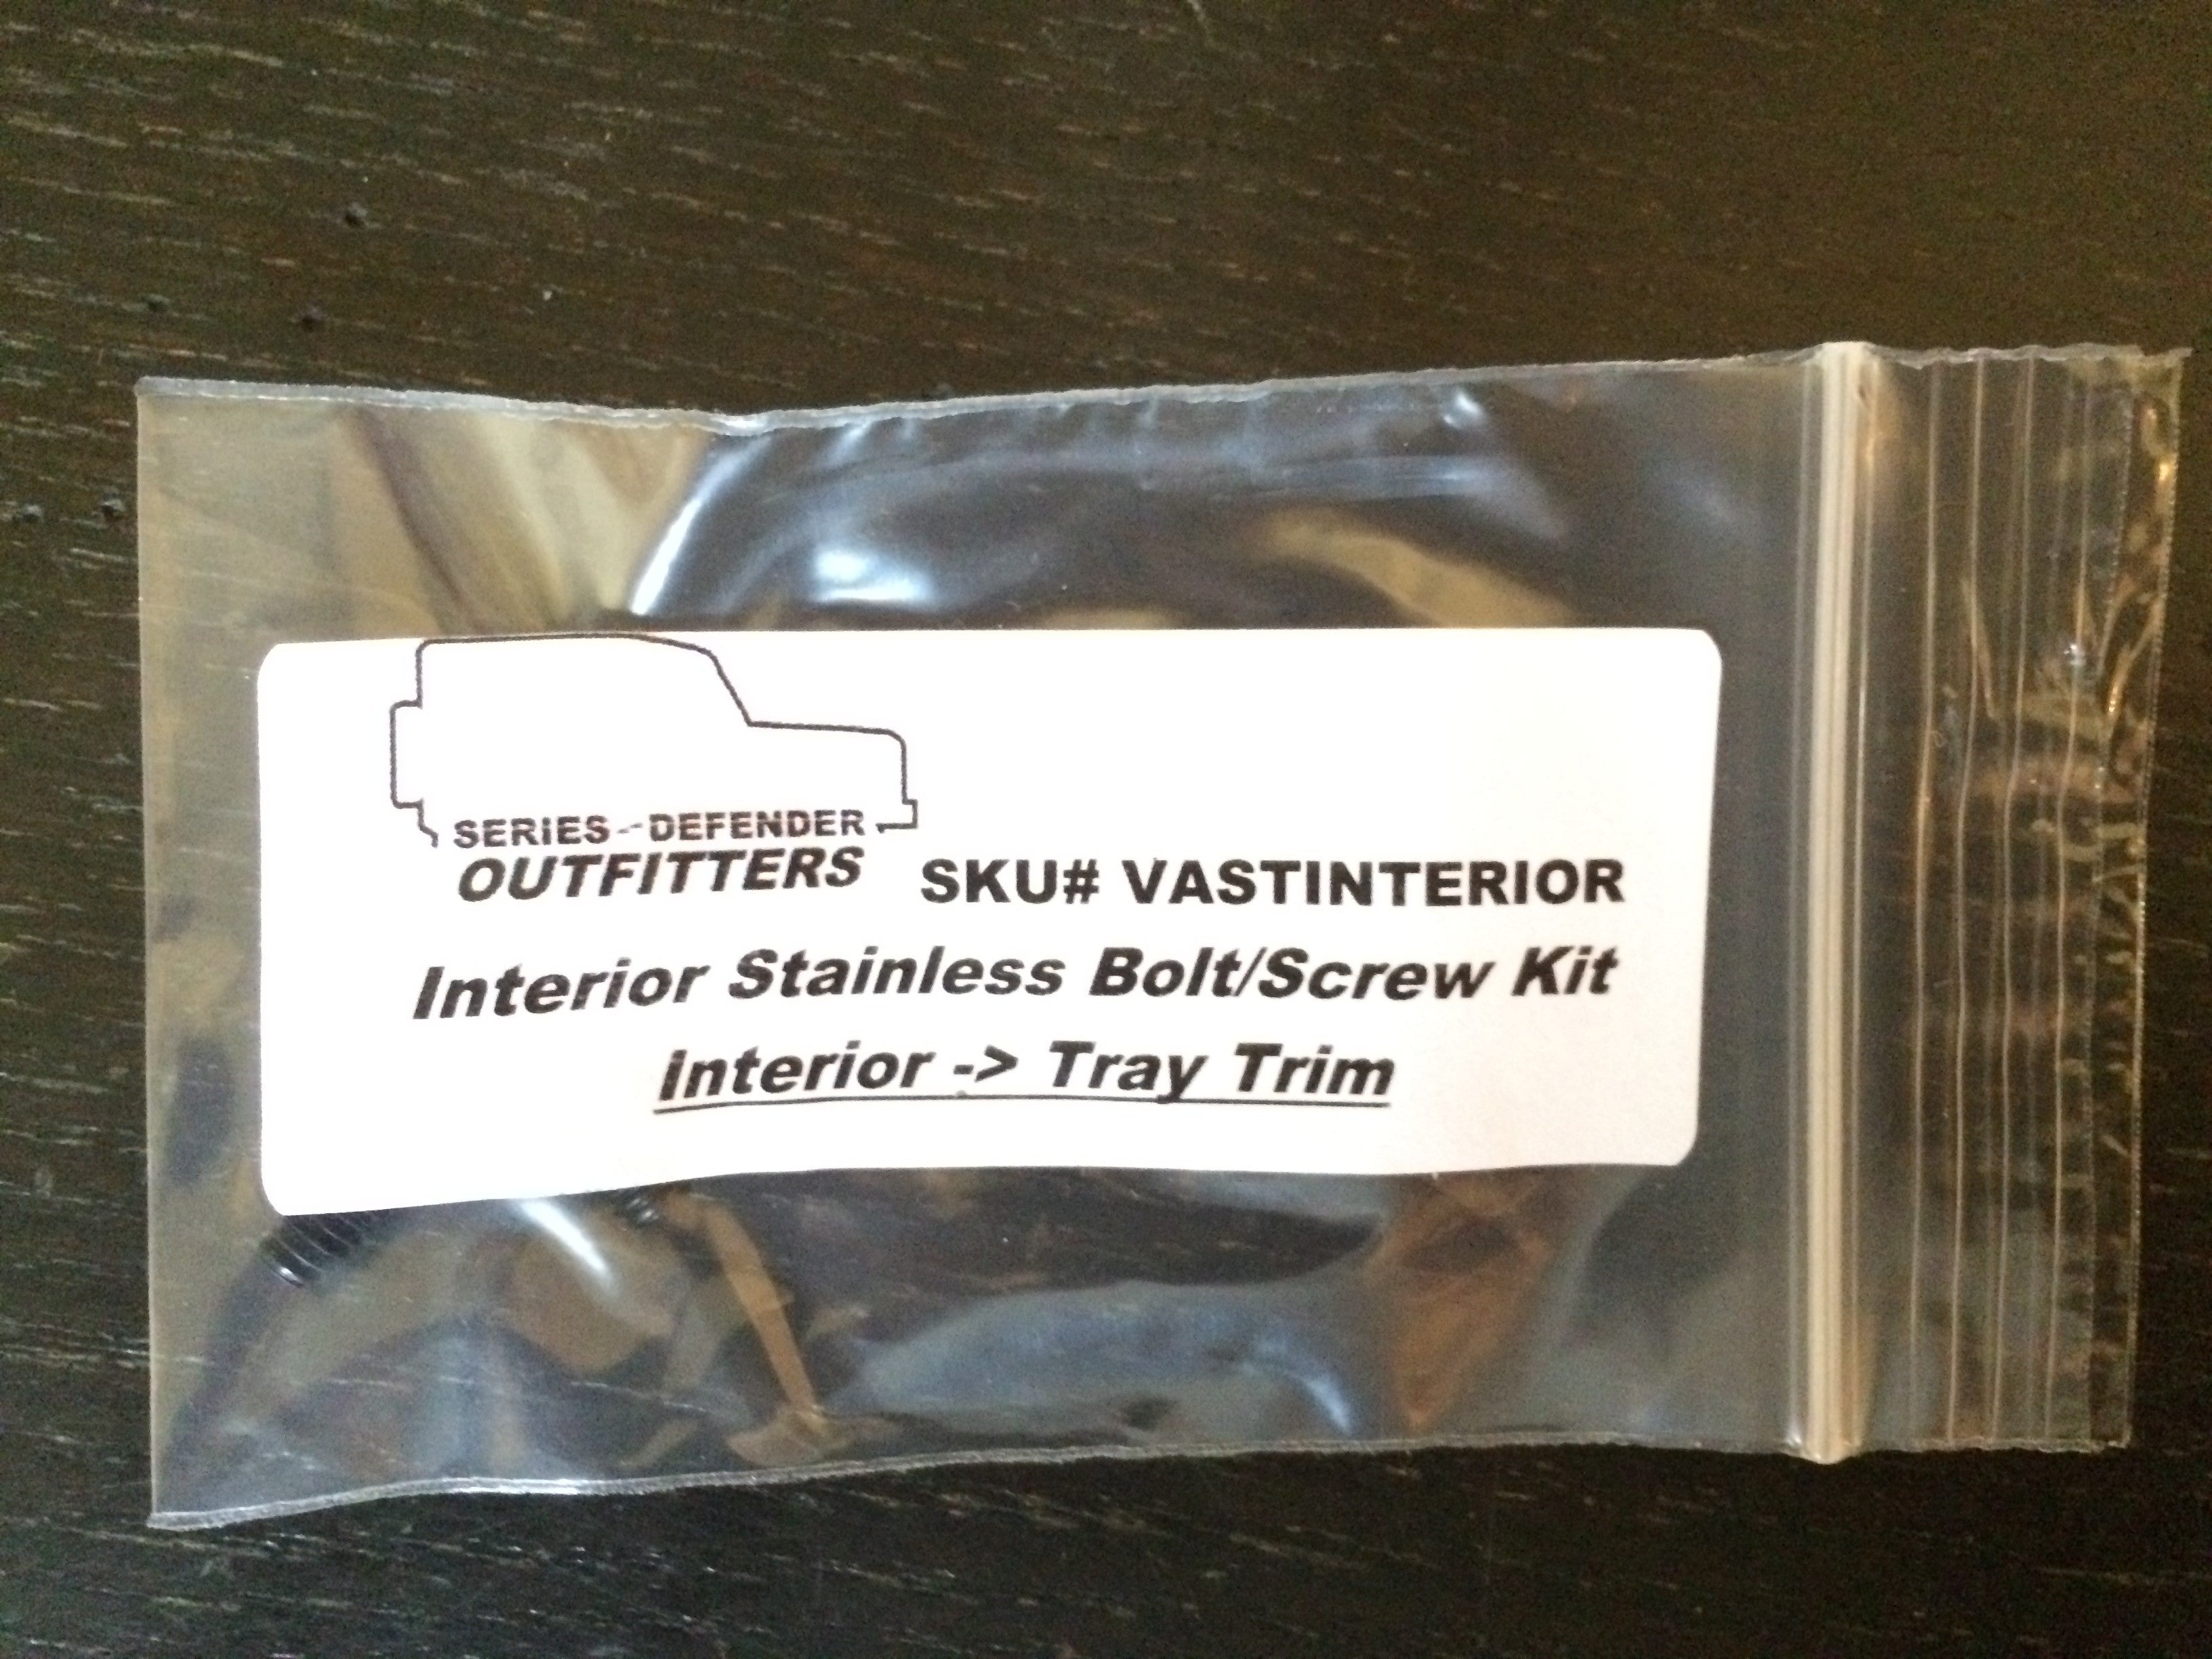 SERIES - DEFENDER
OUTFITTERS
SKU# VASTINTERIOR
Interior Stainless Bolt/Screw Kit
Interior -> Tray Trim